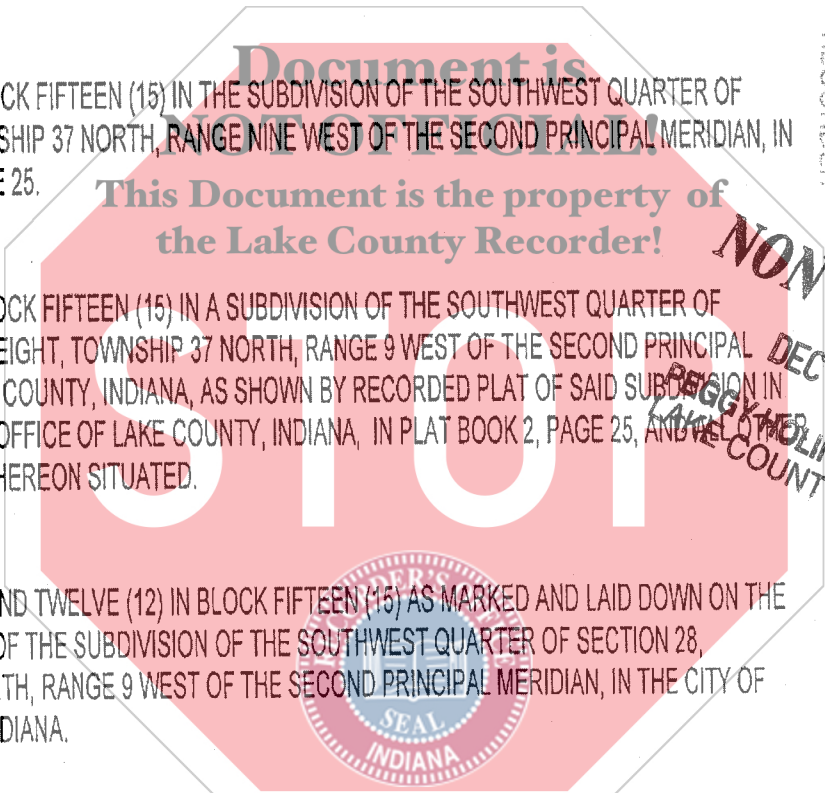 Document is
CK FIFTEEN (15) IN THE SUBDIVISION OF THE SOUTHWEST QUARTER OF
NOT OFFICIAL!
SHIP 37 NORTH, RANGE NINE WEST OF THE SECOND PRINCIPAL MERIDIAN, IN
E 25.
This Document is the property of
the Lake County Recorder!
NON
OCK FIFTEEN (15) IN A SUBDIVISION OF THE SOUTHWEST QUARTER OF
EIGHT, TOWNSHIP 37 NORTH, RANGE 9 WEST OF THE SECOND PRINCIPAL
DEC
COUNTY, INDIANA, AS SHOWN BY RECORDED PLAT OF SAID SUBDIVISION IN
PEGGY HOLI
OFFICE OF LAKE COUNTY, INDIANA, IN PLAT BOOK 2, PAGE 25, AND ALL OTHER
LAKE COUNT
HEREON SITUATED.
STOP
ND TWELVE (12) IN BLOCK FIFTEEN (15) AS MARKED AND LAID DOWN ON THE
OF THE SUBDIVISION OF THE SOUTHWEST QUARTER OF SECTION 28,
TH, RANGE 9 WEST OF THE SECOND PRINCIPAL MERIDIAN, IN THE CITY OF
DIANA.
RECORDER'S OFFICE
SEAL
INDIANA